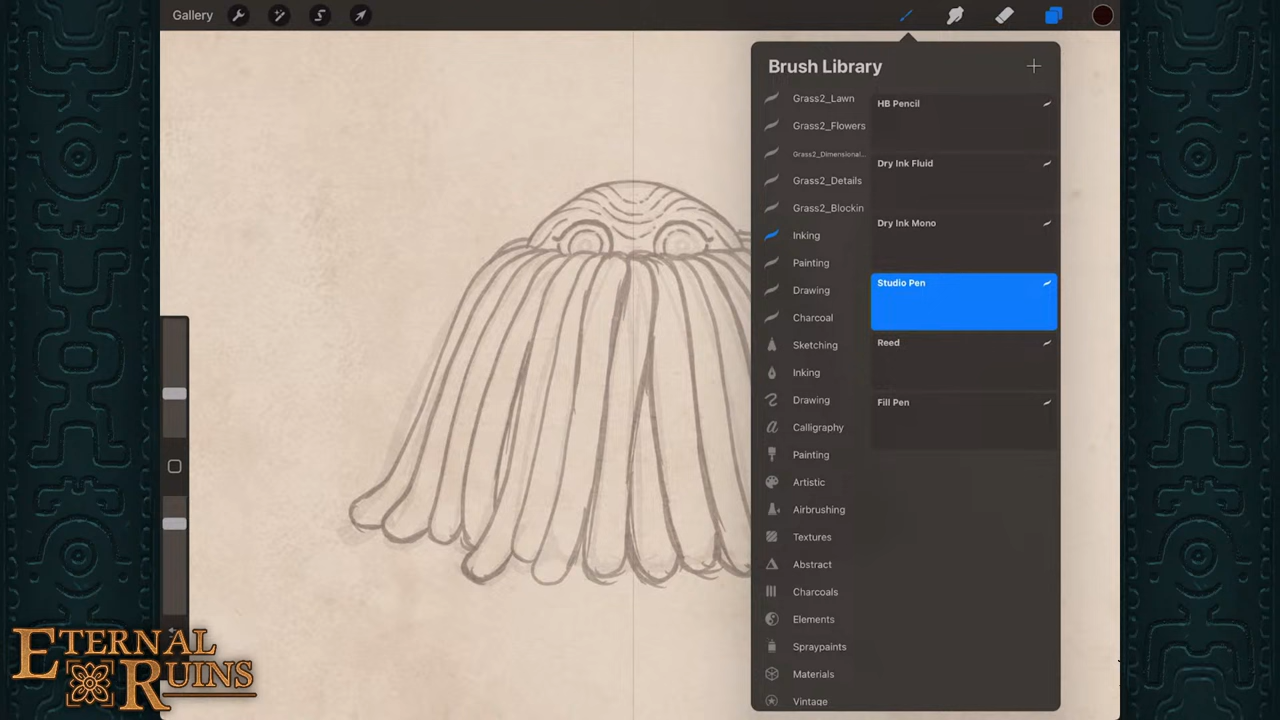 Gallery
Brush Library
Grass2_Lawn
Grass2_Flowers
Grass2_Dimensional...
Grass2_Details
Grass2_Blockin
Inking
Painting
Drawing
Charcoal
Sketching
Inking
Drawing
Calligraphy
Painting
Artistic
Airbrushing
Textures
Abstract
Charcoals
Elements
Spraypaints
Materials
Vintage
HB Pencil
Dry Ink Fluid
Dry Ink Mono
Studio Pen
Reed
Fill Pen
ETERNAL
RUINS